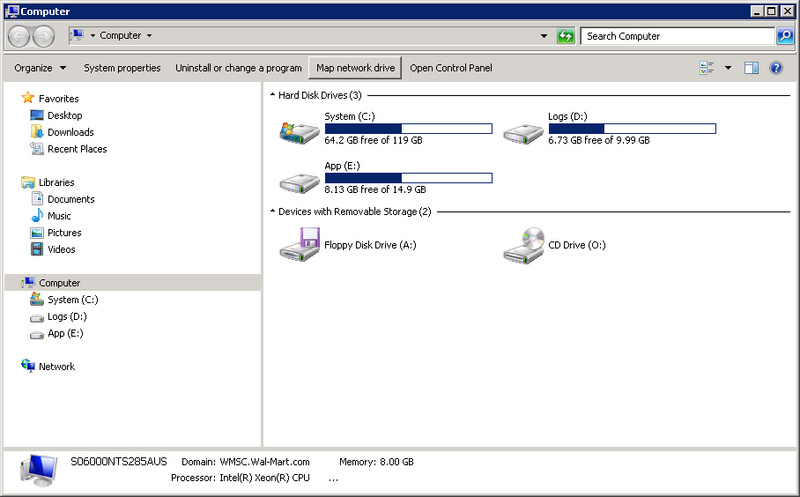 Computer
Computer
Search Computer
Organize
System properties
Uninstall or change a program
Map network drive
Open Control Panel
Favorites
Desktop
Downloads
Recent Places
Libraries
Documents
Music
Pictures
Videos
Computer
System (C:)
Logs (D:)
App (E:)
Network
Hard Disk Drives (3)
System (C:)
64.2 GB free of 119 GB
Logs (D:)
6.73 GB free of 9.99 GB
App (E:)
8.13 GB free of 14.9 GB
Devices with Removable Storage (2)
Floppy Disk Drive (A:)
CD Drive (O:)
S06000NTS285AUS Domain: WMSC.Wal-Mart.com Memory: 8.00 GB
Processor: Intel(R) Xeon(R) CPU ...